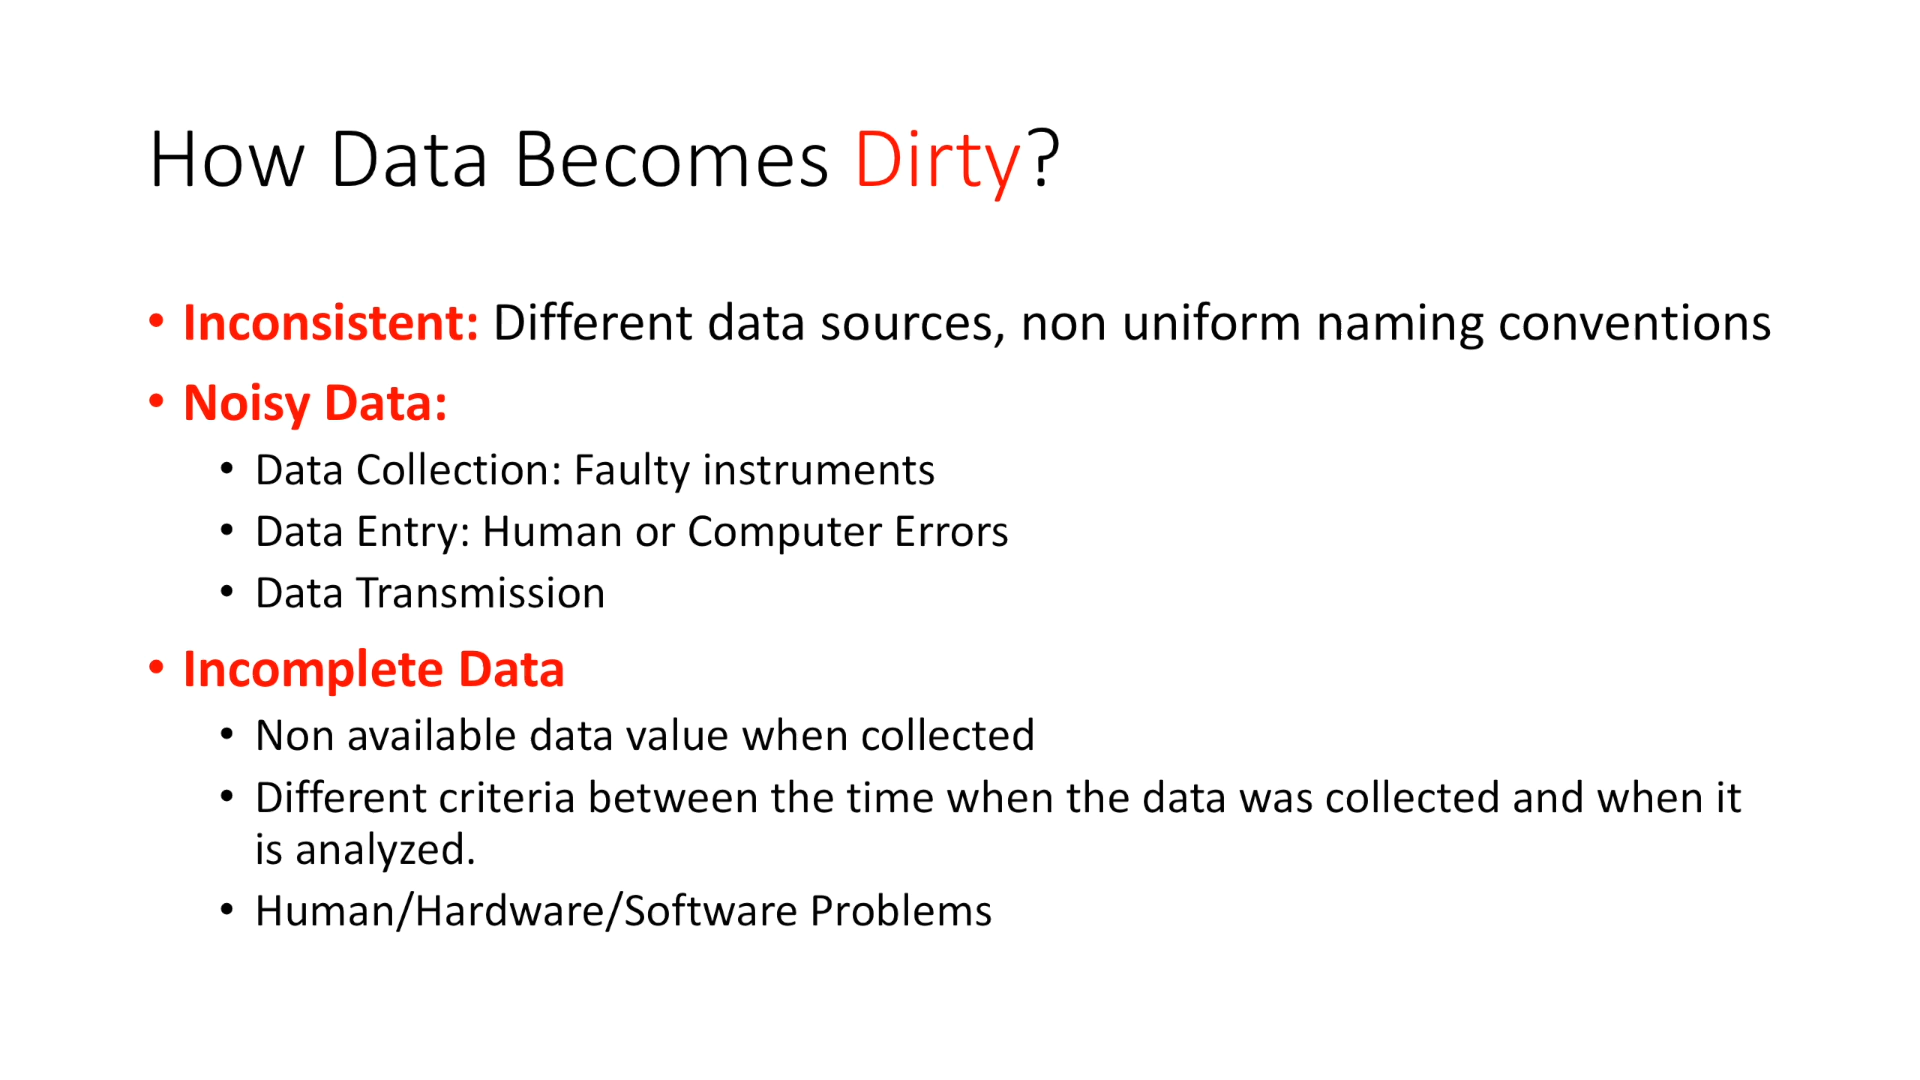 How Data Becomes Dirty?
• Inconsistent: Different data sources, non uniform naming conventions
• Noisy Data:
• Data Collection: Faulty instruments
• Data Entry: Human or Computer Errors
• Data Transmission
• Incomplete Data
• Non available data value when collected
• Different criteria between the time when the data was collected and when it
is analyzed.
• Human/Hardware/Software Problems